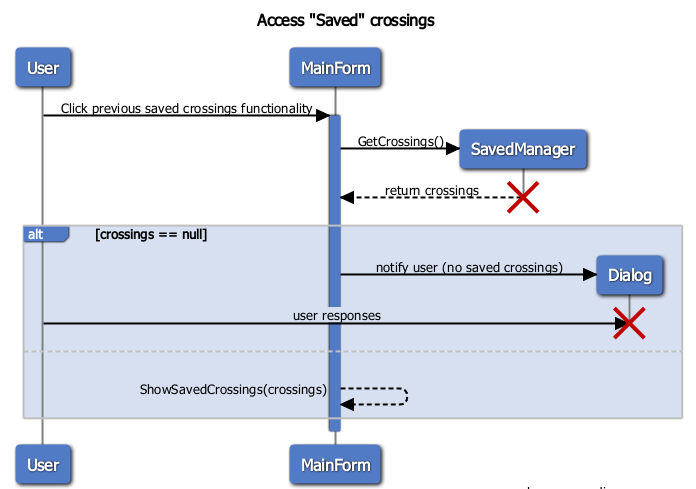 Access "Saved" crossings
User
MainForm
Click previous saved crossings functionality
GetCrossings()
SavedManager
return crossings
alt
[crossings == null]
notify user (no saved crossings)
Dialog
user responses
ShowSavedCrossings(crossings)
User
MainForm